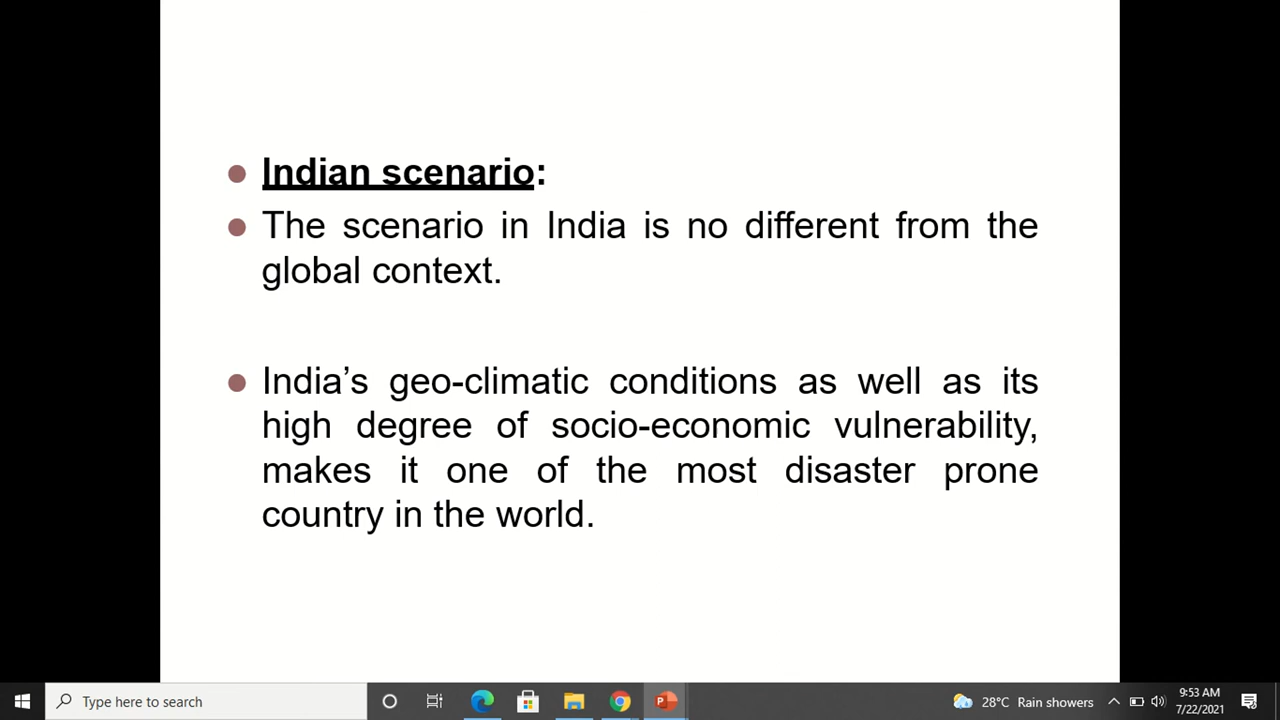 Indian scenario:
The scenario in India is no different from the
global context.
India’s geo-climatic conditions as well as its
high degree of socio-economic vulnerability,
makes it one of the most disaster prone
country in the world.
Type here to search
28°C Rain showers
9:53 AM
7/22/2021